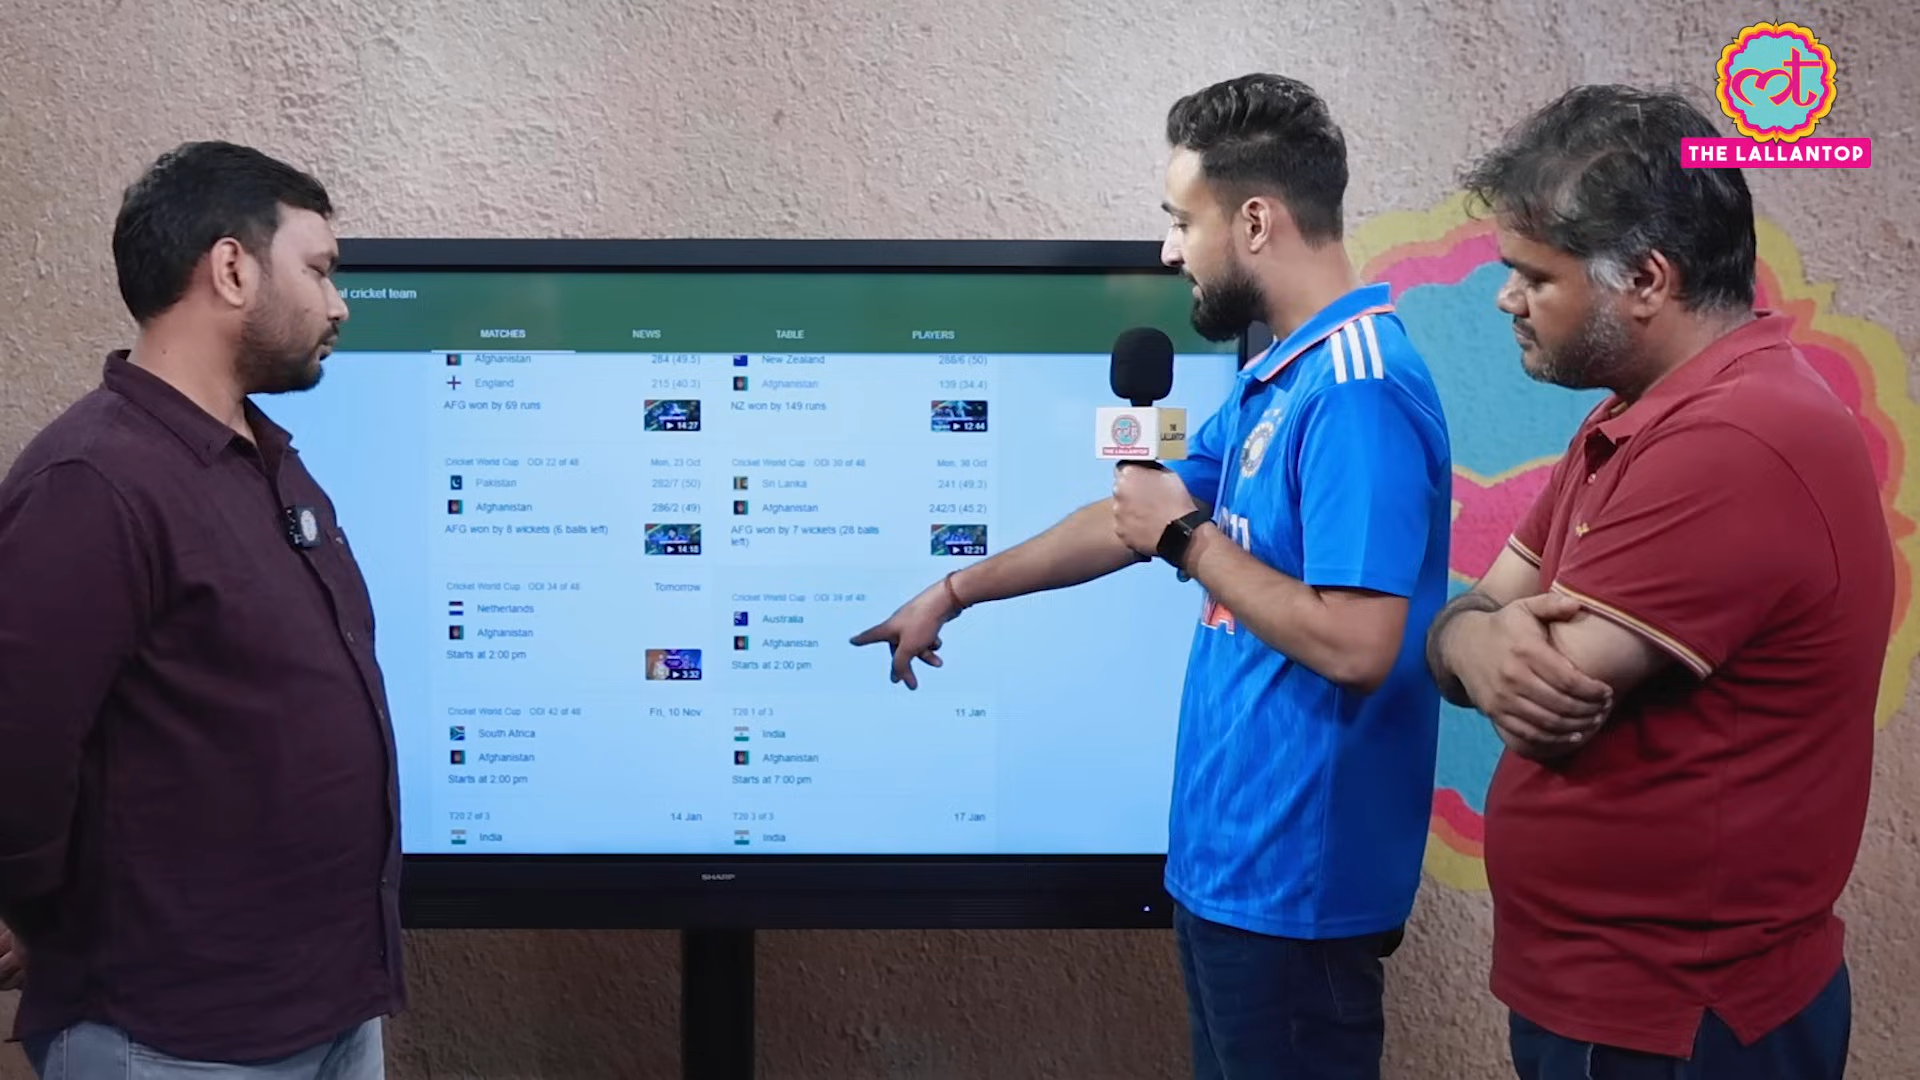 THE LALLANTOP
al cricket team
MATCHES NEWS TABLE PLAYERS
Afghanistan 284 (49.5)
England 215 (40.3)
AFG won by 69 runs
14:27
New Zealand 288/6 (50)
Afghanistan 139 (34.4)
NZ won by 149 runs
12:44
Cricket World Cup · ODI 22 of 48 Mon, 23 Oct
Pakistan 282/7 (50)
Afghanistan 286/2 (49)
AFG won by 8 wickets (6 balls left)
14:18
Cricket World Cup · ODI 30 of 48 Mon, 30 Oct
Sri Lanka 241 (49.3)
Afghanistan 242/3 (45.2)
AFG won by 7 wickets (28 balls
left)
12:21
Cricket World Cup · ODI 34 of 48 Tomorrow
Netherlands
Afghanistan
Starts at 2:00 pm
3:32
Cricket World Cup · ODI 39 of 48
Australia
Afghanistan
Starts at 2:00 pm
Cricket World Cup · ODI 42 of 48 Fri, 10 Nov
South Africa
Afghanistan
Starts at 2:00 pm
T20 1 of 3 11 Jan
India
Afghanistan
Starts at 7:00 pm
T20 2 of 3 14 Jan
India
T20 3 of 3 17 Jan
India
SHARP
THE LALLANTOP
THE
LALLANTOP